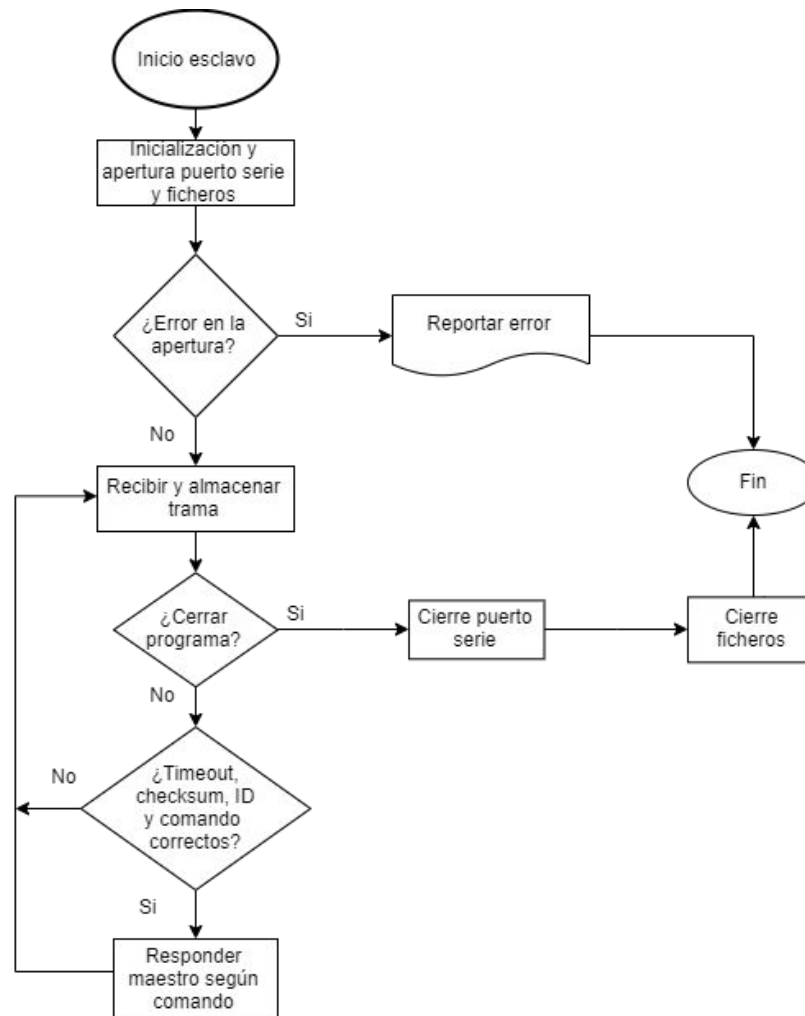 Inicio esclavo
Inicialización y
apertura puerto serie
y ficheros
¿Error en la
apertura?
Si
Reportar error
No
Recibir y almacenar
trama
Fin
¿Cerrar
programa?
Si
Cierre puerto
serie
Cierre
ficheros
No
¿Timeout,
checksum, ID
y comando
correctos?
No
Si
Responder
maestro según
comando